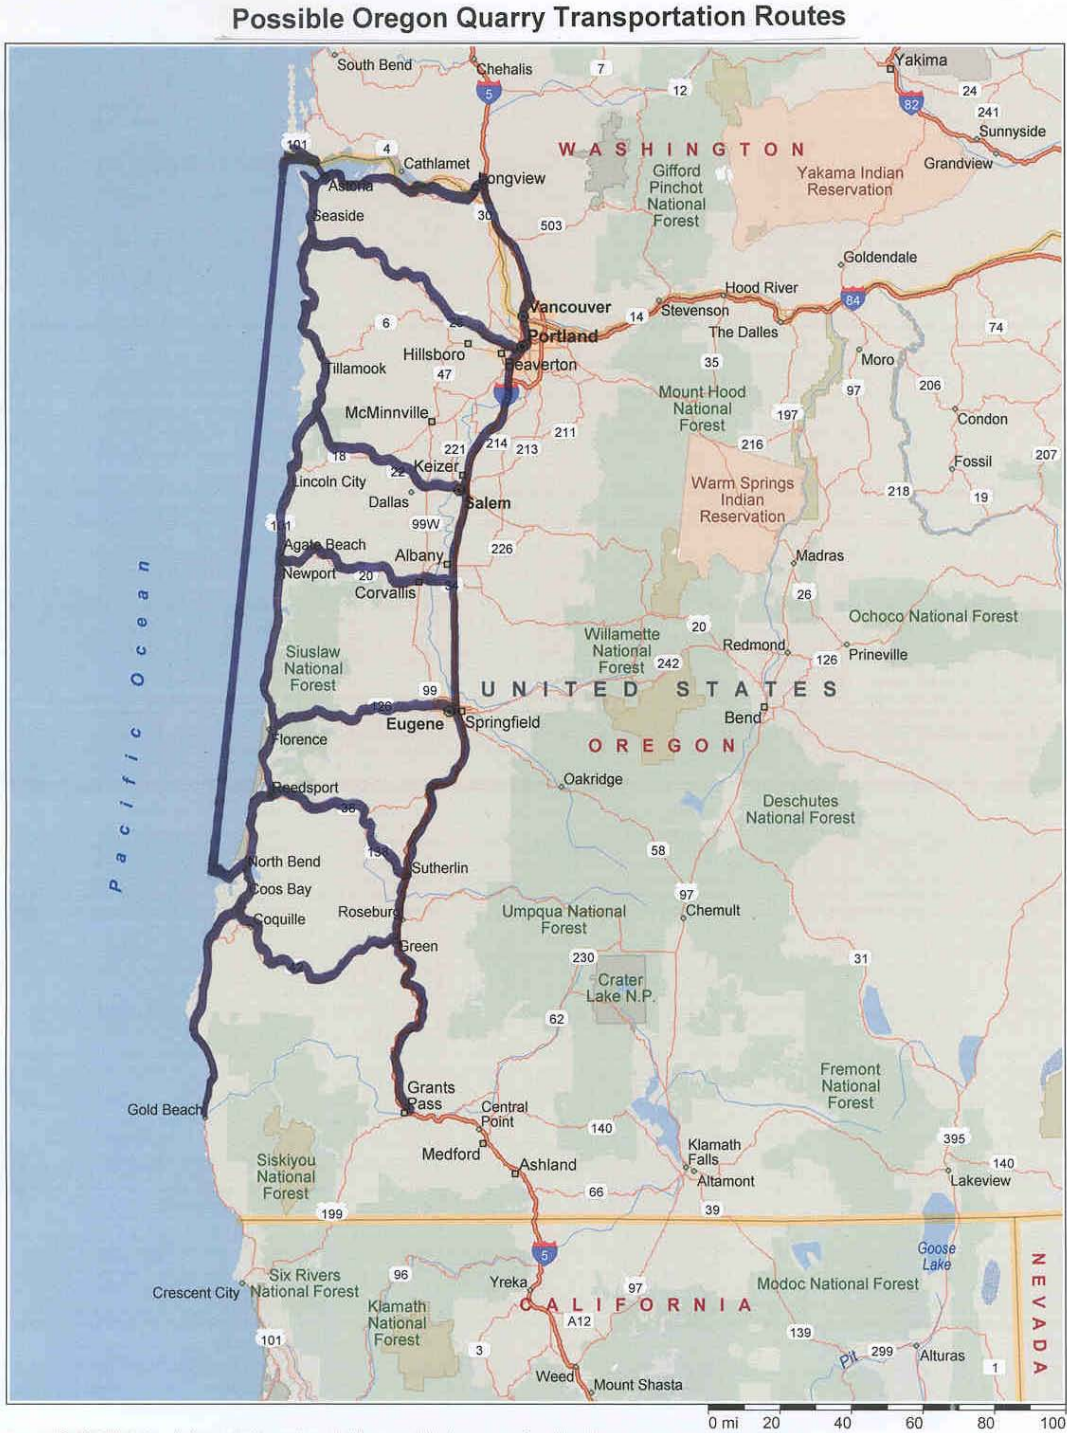 Possible Oregon Quarry Transportation Routes
South Bend
Chehalis
7
12
5
Yakima
82
24
241
Sunnyside
Grandview
101
4
Cathlamet
WASHINGTON
Gifford
Pinchot
National
Forest
Yakama Indian
Reservation
Astoria
Longview
30
503
Seaside
Goldendale
Hood River
84
Vancouver
14
Stevenson
The Dalles
74
6
26
Portland
Hillsboro
Beaverton
47
35
Moro
97
206
Tillamook
Mount Hood
National
Forest
McMinnville
197
Condon
221
214
213
211
216
207
18
22
Keizer
Fossil
Lincoln City
Dallas
Salem
Warm Springs
Indian
Reservation
218
19
101
99W
Agate Beach
Albany
226
Madras
Newport
20
34
Corvallis
26
Ochoco National Forest
20
Willamette
National
Forest
242
Redmond
126
Prineville
Siuslaw
National
Forest
99
UNITED STATES
126
Eugene
Springfield
Bend
Florence
OREGON
Pacific Ocean
Reedsport
38
Oakridge
Deschutes
National Forest
138
58
North Bend
Sutherlin
97
Coos Bay
Roseburg
Umpqua National
Forest
Chemult
Coquille
Green
230
31
Crater
Lake N.P.
62
Fremont
National
Forest
Gold Beach
Grants
Pass
Central
Point
140
395
Medford
Klamath
Falls
Siskiyou
National
Forest
Ashland
Altamont
140
Lakeview
66
199
39
5
Goose
Lake
Six Rivers
National Forest
96
Crescent City
Yreka
97
Modoc National Forest
NEVADA
Klamath
National
Forest
CALIFORNIA
A12
101
139
3
Pit
299
Alturas
Weed
1
Mount Shasta
0 mi 20 40 60 80 100